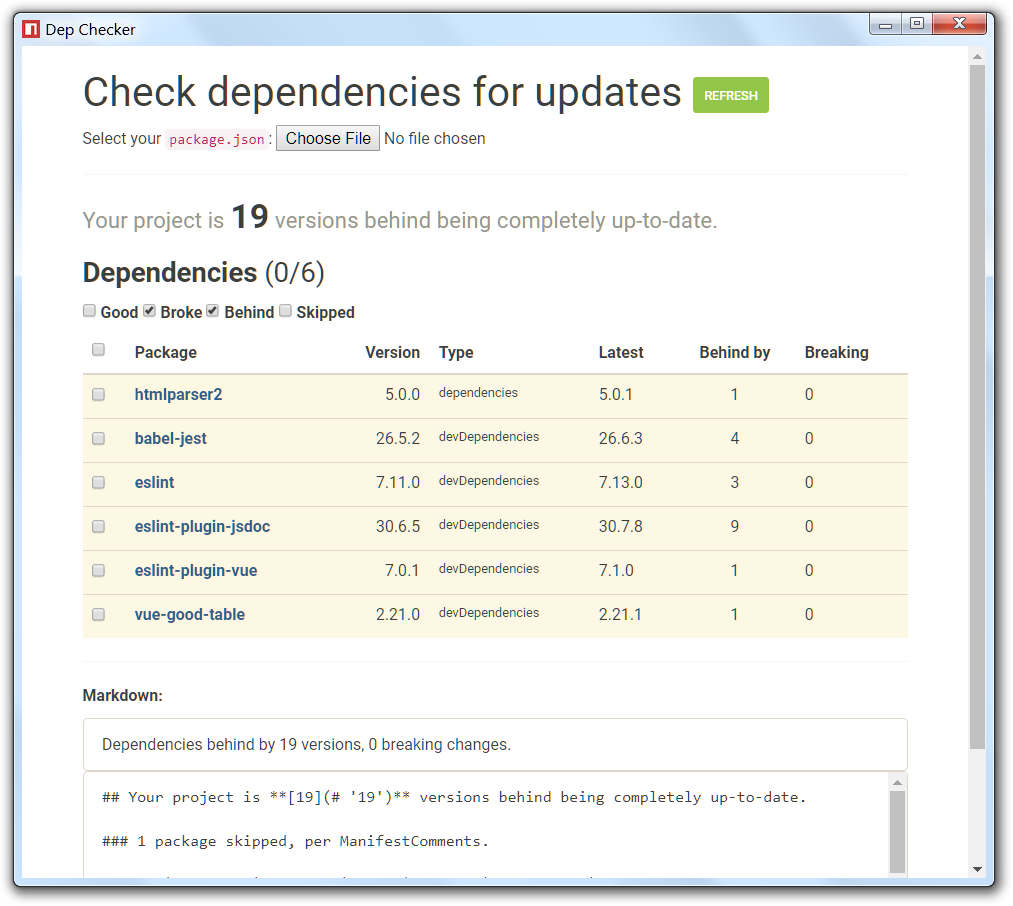 Dep Checker
Check dependencies for updates REFRESH
Select your package.json: Choose File No file chosen
Your project is 19 versions behind being completely up-to-date.
Dependencies (0/6)
Good Broke Behind Skipped
Package Version Type Latest Behind by Breaking
htmlparser2 5.0.0 dependencies 5.0.1 1 0
babel-jest 26.5.2 devDependencies 26.6.3 4 0
eslint 7.11.0 devDependencies 7.13.0 3 0
eslint-plugin-jsdoc 30.6.5 devDependencies 30.7.8 9 0
eslint-plugin-vue 7.0.1 devDependencies 7.1.0 1 0
vue-good-table 2.21.0 devDependencies 2.21.1 1 0
Markdown:
Dependencies behind by 19 versions, 0 breaking changes.
## Your project is **[19](# '19')** versions behind being completely up-to-date.
### 1 package skipped, per ManifestComments.